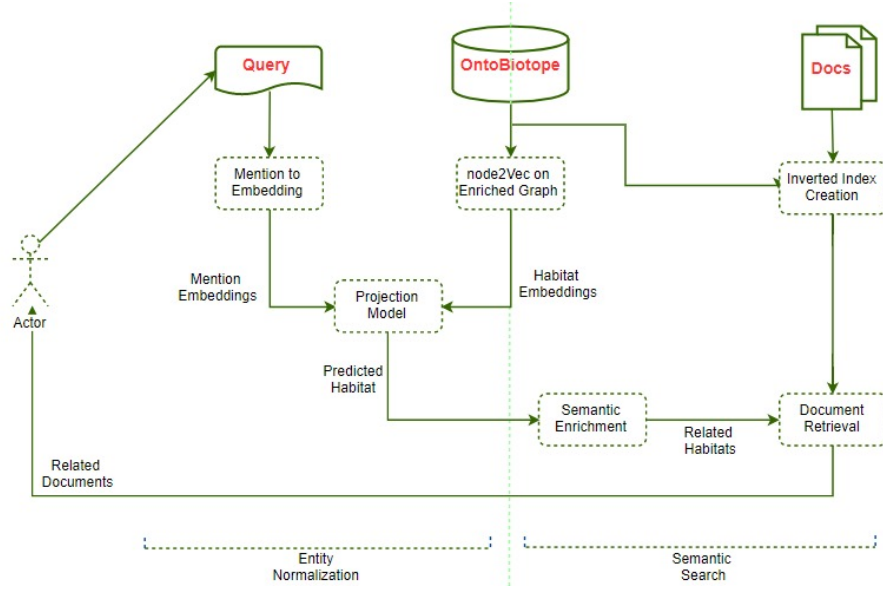 Query
OntoBiotope
Docs
Mention to
Embedding
node2Vec on
Enriched Graph
Inverted Index
Creation
Mention
Embeddings
Habitat
Embeddings
Projection
Model
Actor
Predicted
Habitat
Semantic
Enrichment
Related
Habitats
Document
Retrieval
Related
Documents
Entity
Normalization
Semantic
Search